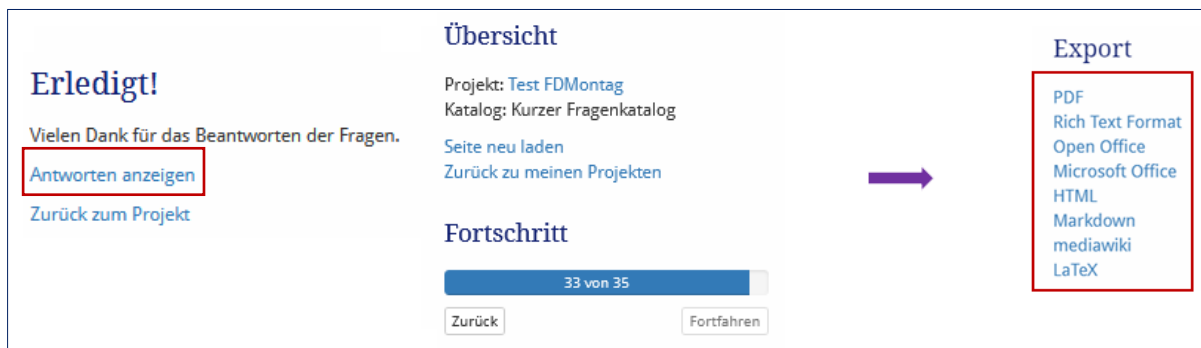 Erledigt!
Vielen Dank für das Beantworten der Fragen.
Antworten anzeigen
Zurück zum Projekt
Übersicht
Projekt: Test FDMontag
Katalog: Kurzer Fragenkatalog
Seite neu laden
Zurück zu meinen Projekten
Fortschritt
33 von 35
Zurück
Fortfahren
Export
PDF
Rich Text Format
Open Office
Microsoft Office
HTML
Markdown
mediawiki
LaTeX